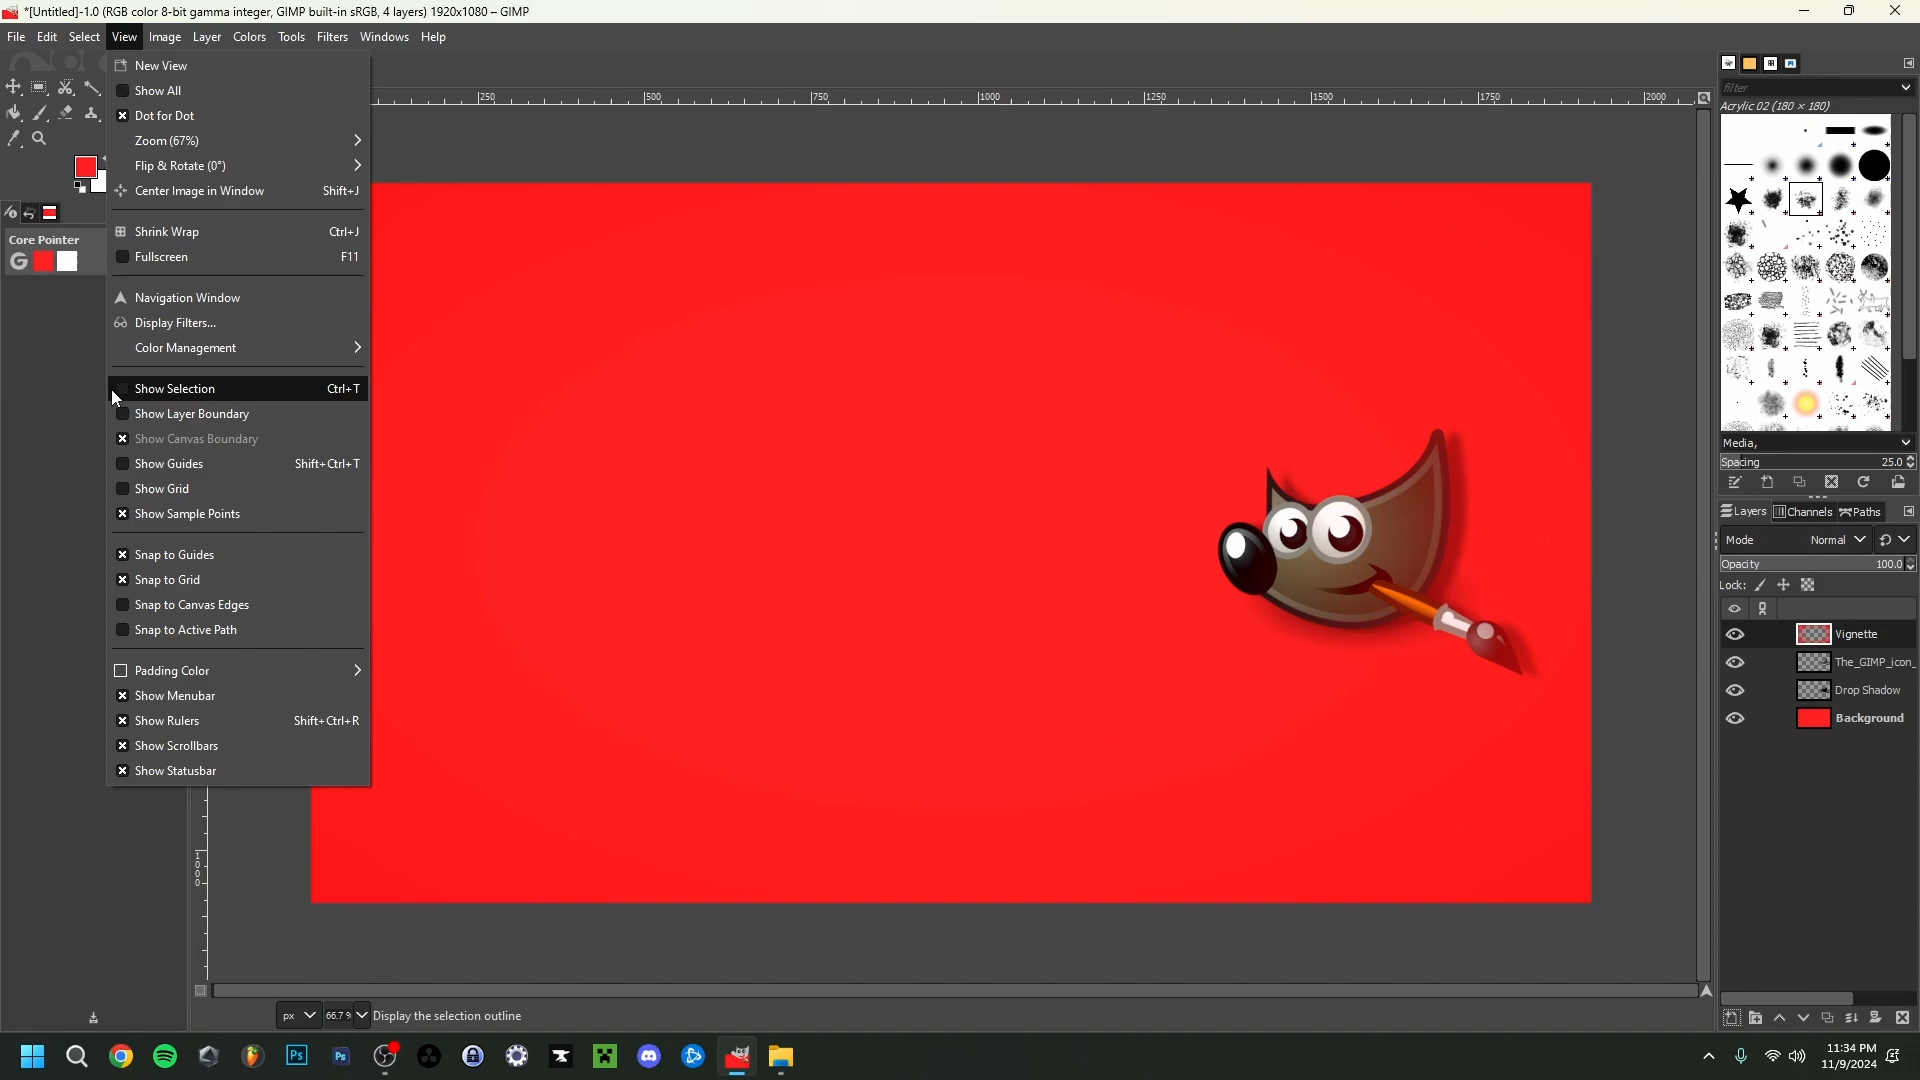 *[Untitled]-1.0 (RGB color 8-bit gamma integer, GIMP built-in sRGB, 4 layers) 1920x1080 – GIMP
File Edit Select View Image Layer Colors Tools Filters Windows Help
New View
Show All
Dot for Dot
Zoom (67%)
Flip & Rotate (0°)
Center Image in Window Shift+J
Shrink Wrap Ctrl+J
Fullscreen F11
Navigation Window
Display Filters...
Color Management
Show Selection Ctrl+T
Show Layer Boundary
Show Canvas Boundary
Show Guides Shift+Ctrl+T
Show Grid
Show Sample Points
Snap to Guides
Snap to Grid
Snap to Canvas Edges
Snap to Active Path
Padding Color
Show Menubar
Show Rulers Shift+Ctrl+R
Show Scrollbars
Show Statusbar
Core Pointer
250 500 750 1000 1250 1500 1750 2000
1000
px 66.7 % Display the selection outline
filter
Acrylic 02 (180 × 180)
Media,
Spacing 25.0
Layers Channels Paths
Mode Normal
Opacity 100.0
Lock:
Vignette
The_GIMP_icon_
Drop Shadow
Background
Ps
Ps
11:34 PM
11/9/2024